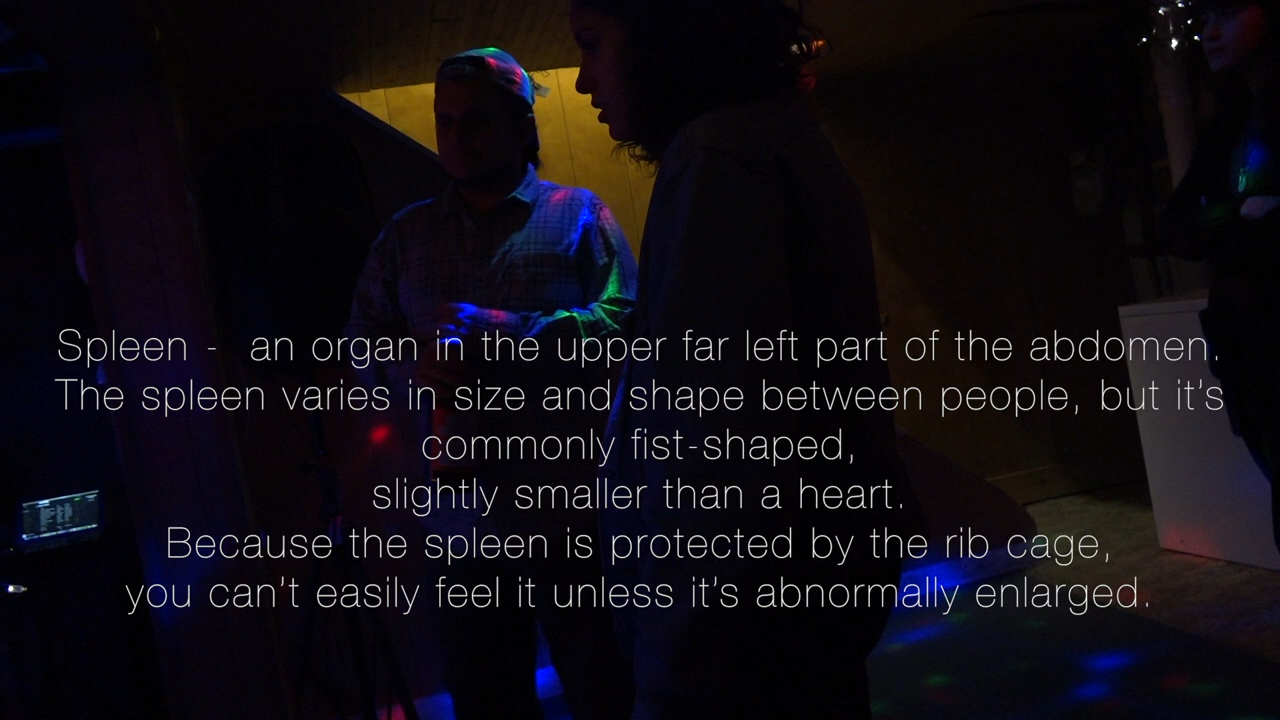 Spleen -  an organ in the upper far left part of the abdomen.
The spleen varies in size and shape between people, but it's
commonly fist-shaped,
slightly smaller than a heart.
Because the spleen is protected by the rib cage,
you can't easily feel it unless it's abnormally enlarged.